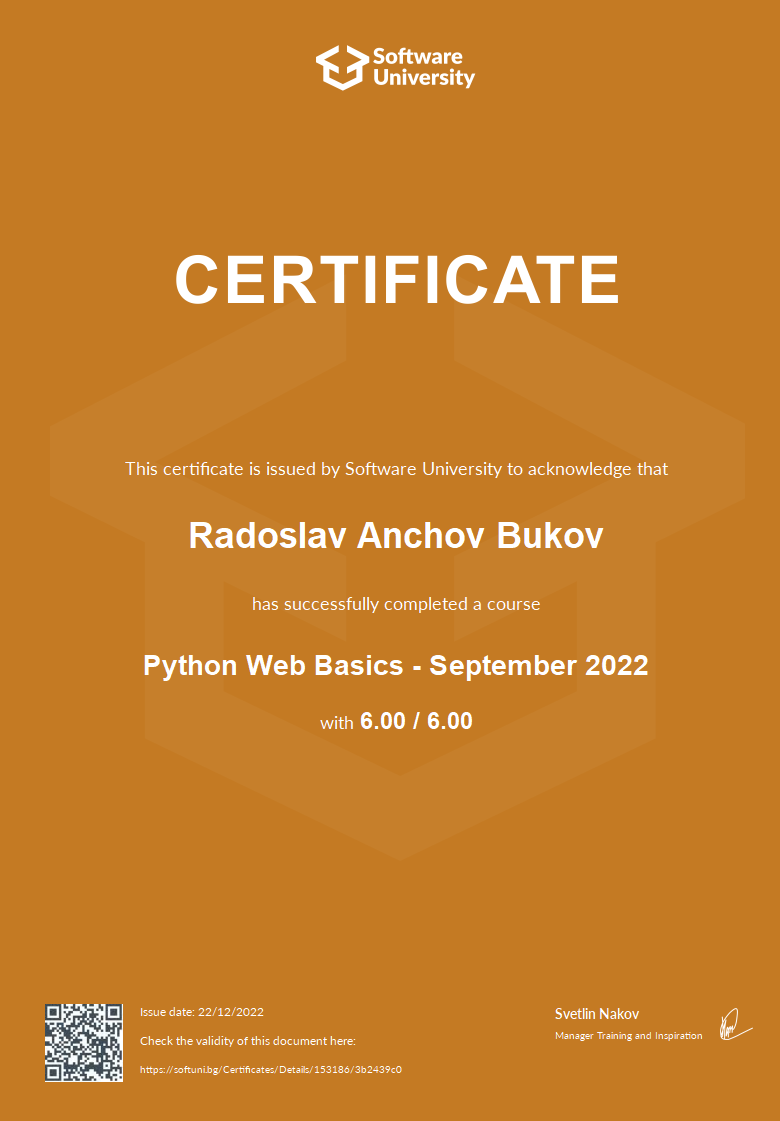 Software
University
CERTIFICATE
This certificate is issued by Software University to acknowledge that
Radoslav Anchov Bukov
has successfully completed a course
Python Web Basics - September 2022
with 6.00 / 6.00
Issue date: 22/12/2022
Check the validity of this document here:
https://softuni.bg/Certificates/Details/153186/3b2439c0
Svetlin Nakov
Manager Training and Inspiration